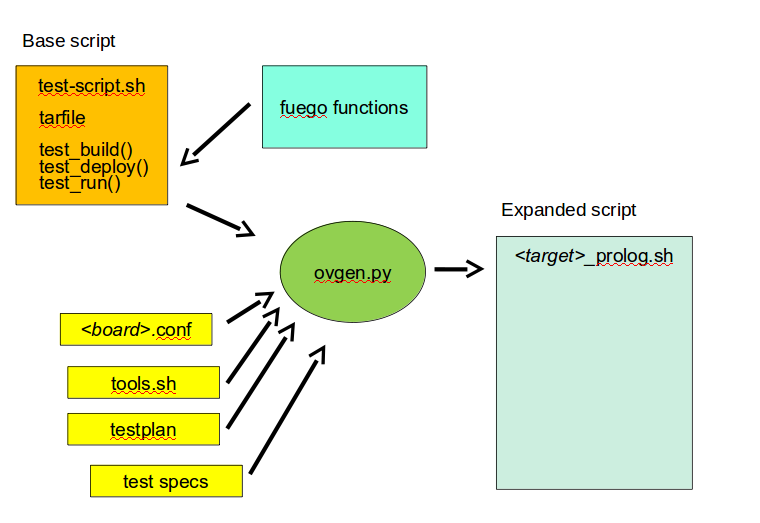 Base script
test-script.sh
tarfile
test_build()
test_deploy()
test_run()
fuego functions
Expanded script
<target>_prolog.sh
ovgen.py
<board>.conf
tools.sh
testplan
test specs